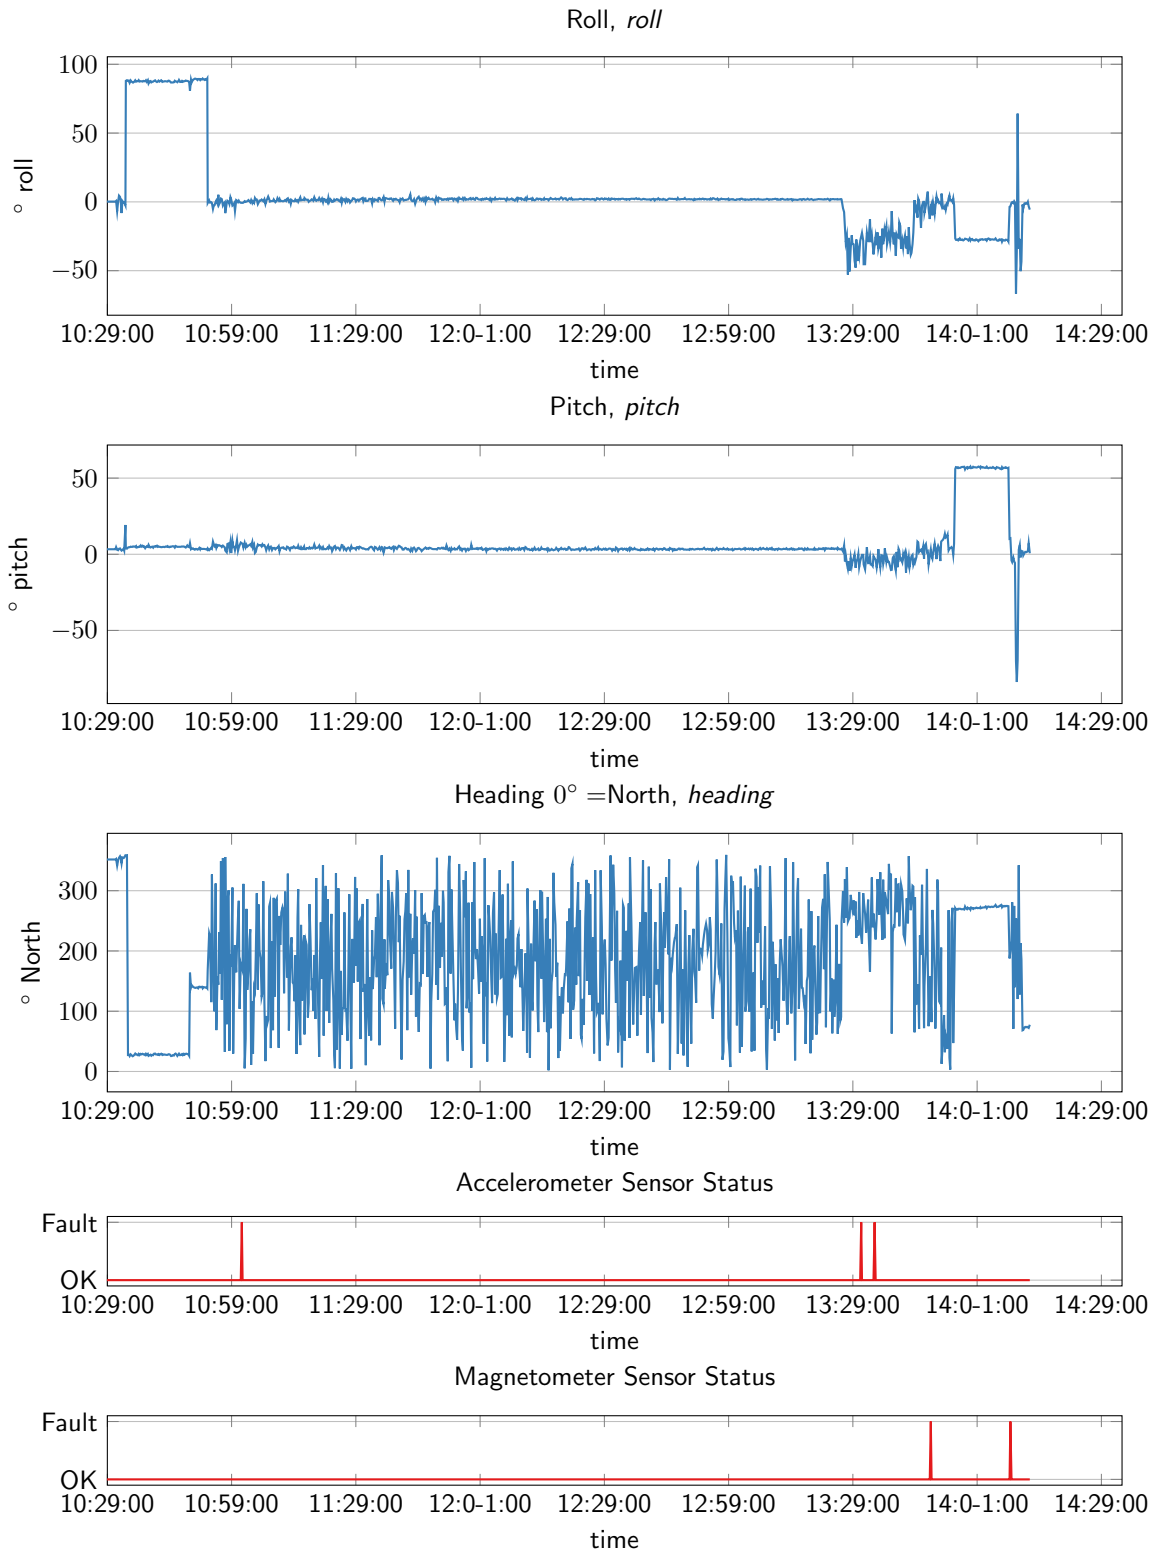 Roll, roll
100
50
0
−50
° roll
10:29:00 10:59:00 11:29:00 12:0-1:00 12:29:00 12:59:00 13:29:00 14:0-1:00 14:29:00
time
Pitch, pitch
50
0
−50
° pitch
10:29:00 10:59:00 11:29:00 12:0-1:00 12:29:00 12:59:00 13:29:00 14:0-1:00 14:29:00
time
Heading 0° =North, heading
300
200
100
0
° North
10:29:00 10:59:00 11:29:00 12:0-1:00 12:29:00 12:59:00 13:29:00 14:0-1:00 14:29:00
time
Accelerometer Sensor Status
Fault
OK
10:29:00 10:59:00 11:29:00 12:0-1:00 12:29:00 12:59:00 13:29:00 14:0-1:00 14:29:00
time
Magnetometer Sensor Status
Fault
OK
10:29:00 10:59:00 11:29:00 12:0-1:00 12:29:00 12:59:00 13:29:00 14:0-1:00 14:29:00
time